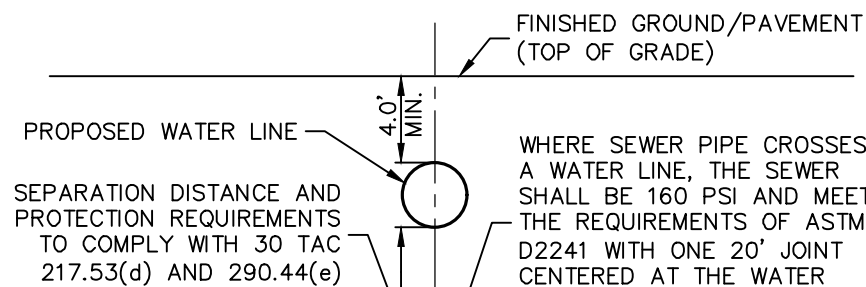 FINISHED GROUND/PAVEMENT
(TOP OF GRADE)
4.0'
MIN.
PROPOSED WATER LINE
SEPARATION DISTANCE AND
PROTECTION REQUIREMENTS
TO COMPLY WITH 30 TAC
217.53(d) AND 290.44(e)
WHERE SEWER PIPE CROSSES
A WATER LINE, THE SEWER
SHALL BE 160 PSI AND MEET
THE REQUIREMENTS OF ASTM
D2241 WITH ONE 20' JOINT
CENTERED AT THE WATER